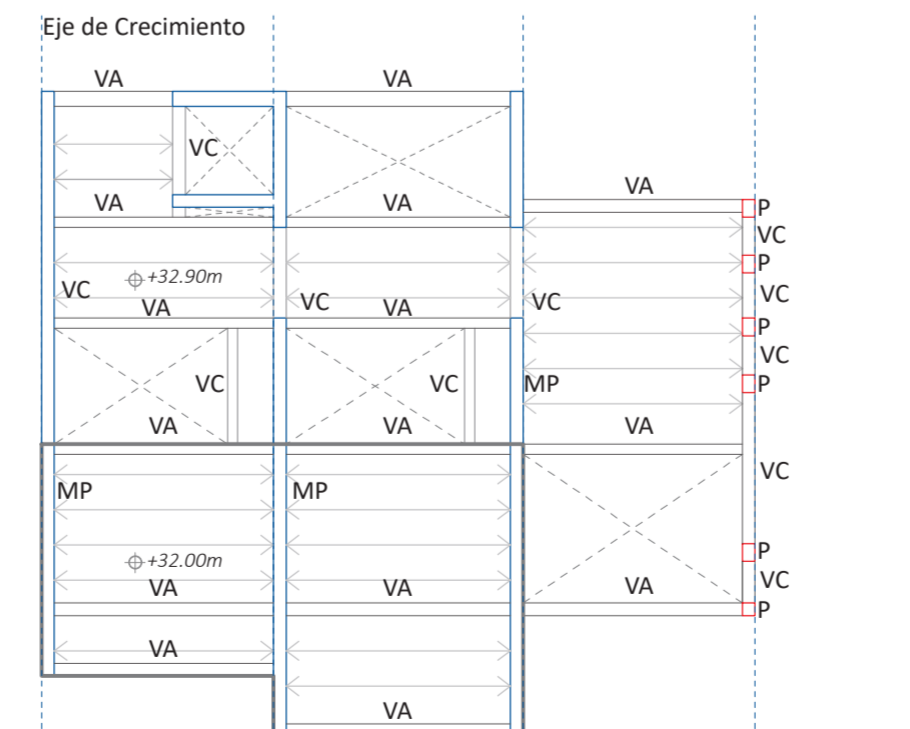 Eje de Crecimiento
VA VA
VC
VA VA VA
P
VC
+32.90m P
VC VC VC VC
VA VA
P
VC
VC VC MP P
VA VA VA
VC
MP MP
P
+32.00m
VA VA VA VC
P
VA
VA